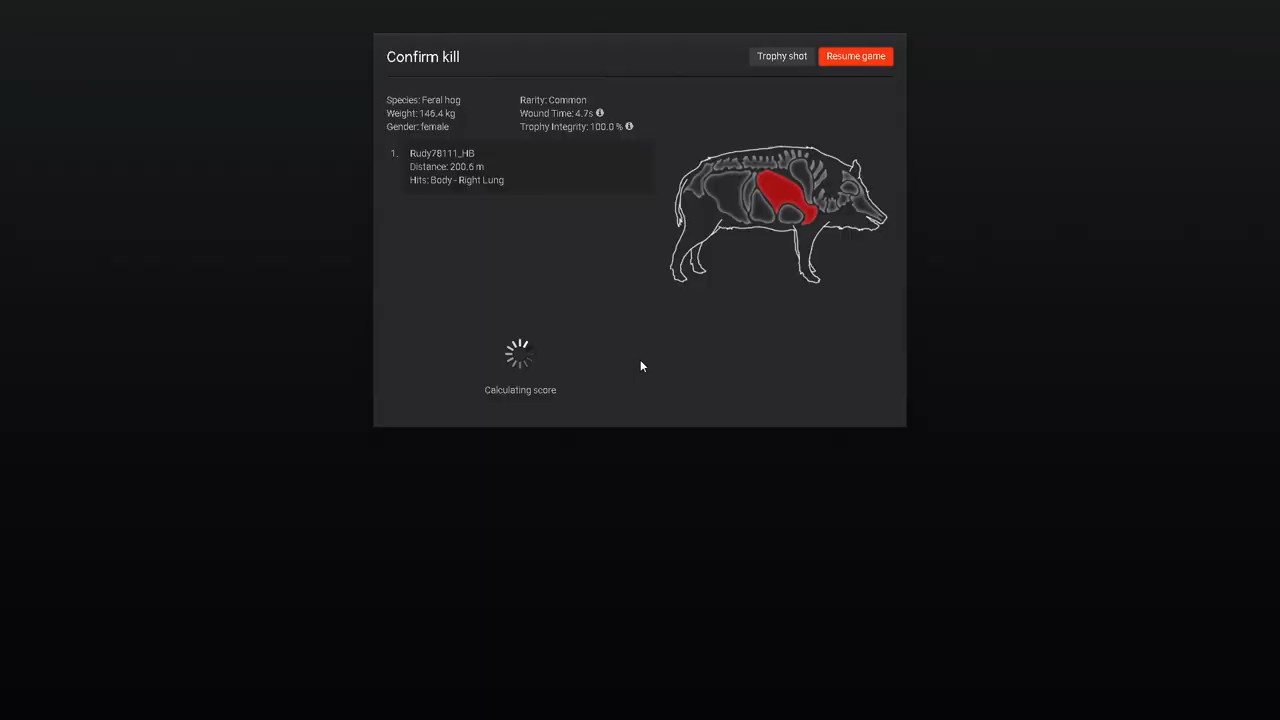 Confirm kill
Trophy shot
Resume game
Species: Feral hog
Weight: 146.4 kg
Gender: female
Rarity: Common
Wound Time: 4.7s
Trophy Integrity: 100.0 %
1. Rudy78111_HB
Distance: 200.6 m
Hits: Body - Right Lung
Calculating score